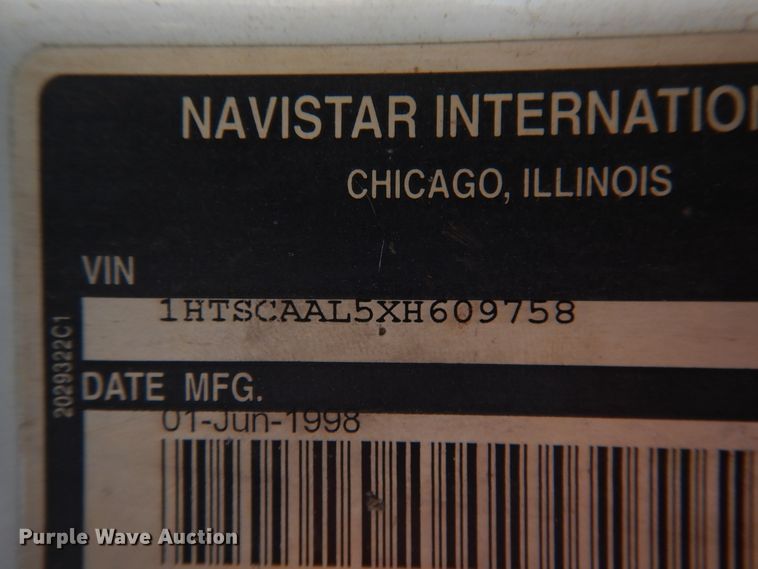 NAVISTAR INTERNATIO
CHICAGO, ILLINOIS
VIN
1HTSCAAL5XH609758
2029322C1
DATE MFG.
01-Jun-1998
Purple Wave Auction